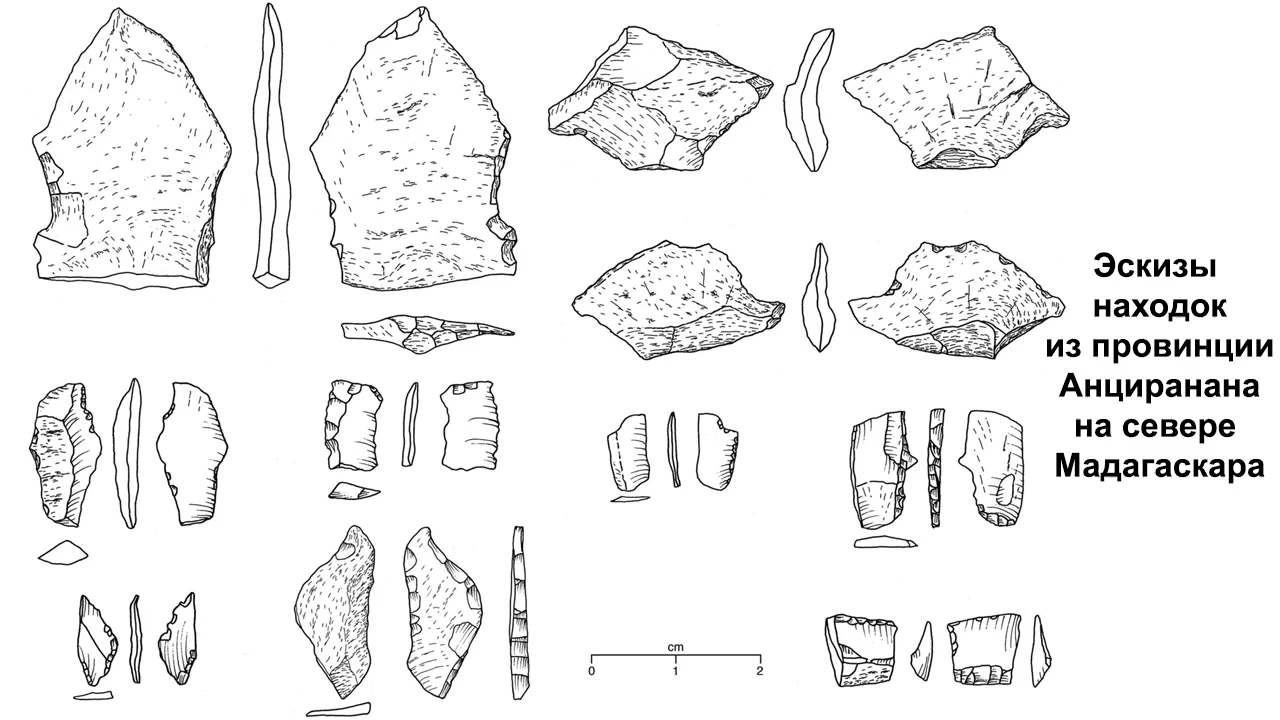 Эскизы
находок
из провинции
Анциранана
на севере
Мадагаскара
cm
0 1 2